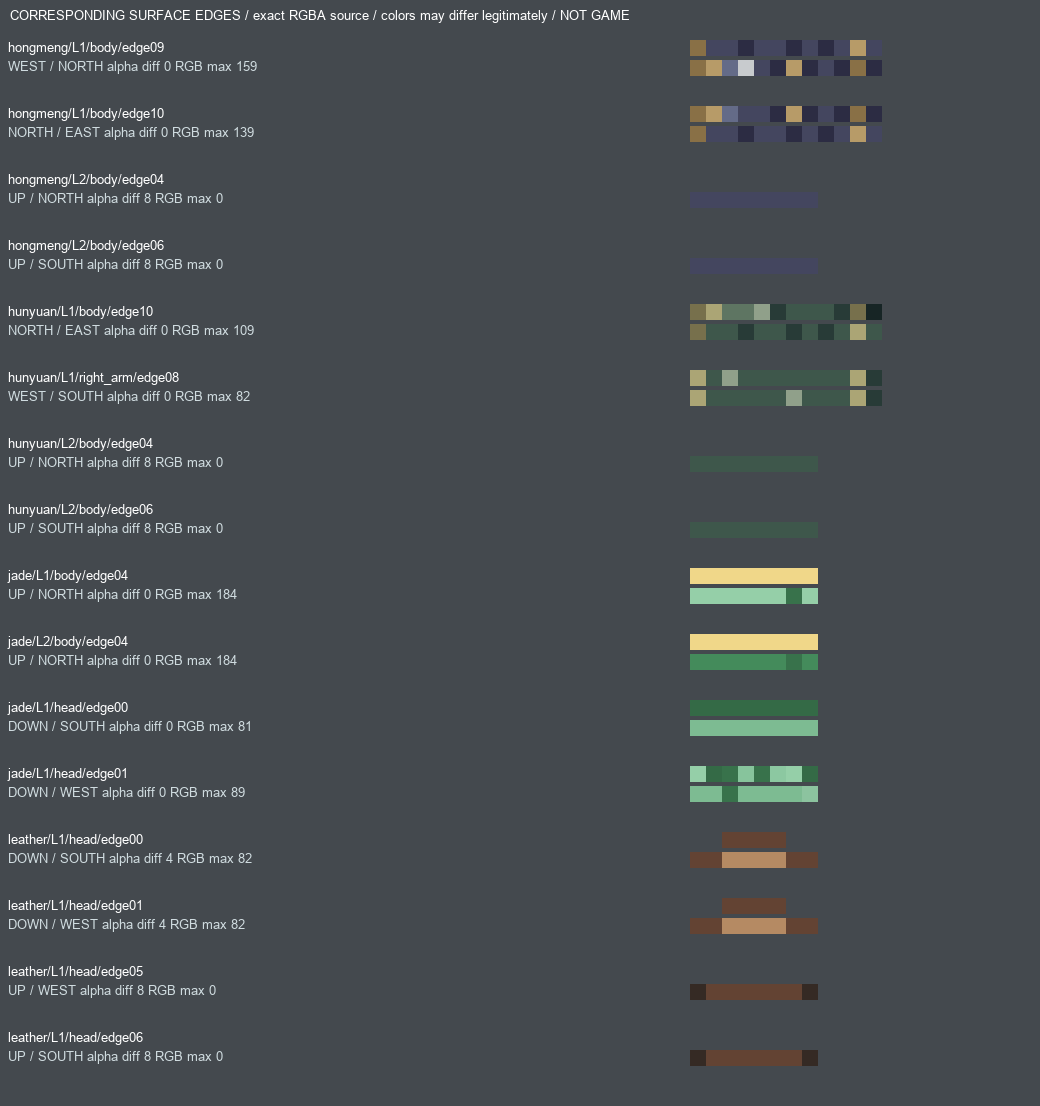 CORRESPONDING SURFACE EDGES / exact RGBA source / colors may differ legitimately / NOT GAME
hongmeng/L1/body/edge09
WEST / NORTH alpha diff 0 RGB max 159
hongmeng/L1/body/edge10
NORTH / EAST alpha diff 0 RGB max 139
hongmeng/L2/body/edge04
UP / NORTH alpha diff 8 RGB max 0
hongmeng/L2/body/edge06
UP / SOUTH alpha diff 8 RGB max 0
hunyuan/L1/body/edge10
NORTH / EAST alpha diff 0 RGB max 109
hunyuan/L1/right_arm/edge08
WEST / SOUTH alpha diff 0 RGB max 82
hunyuan/L2/body/edge04
UP / NORTH alpha diff 8 RGB max 0
hunyuan/L2/body/edge06
UP / SOUTH alpha diff 8 RGB max 0
jade/L1/body/edge04
UP / NORTH alpha diff 0 RGB max 184
jade/L2/body/edge04
UP / NORTH alpha diff 0 RGB max 184
jade/L1/head/edge00
DOWN / SOUTH alpha diff 0 RGB max 81
jade/L1/head/edge01
DOWN / WEST alpha diff 0 RGB max 89
leather/L1/head/edge00
DOWN / SOUTH alpha diff 4 RGB max 82
leather/L1/head/edge01
DOWN / WEST alpha diff 4 RGB max 82
leather/L1/head/edge05
UP / WEST alpha diff 8 RGB max 0
leather/L1/head/edge06
UP / SOUTH alpha diff 8 RGB max 0